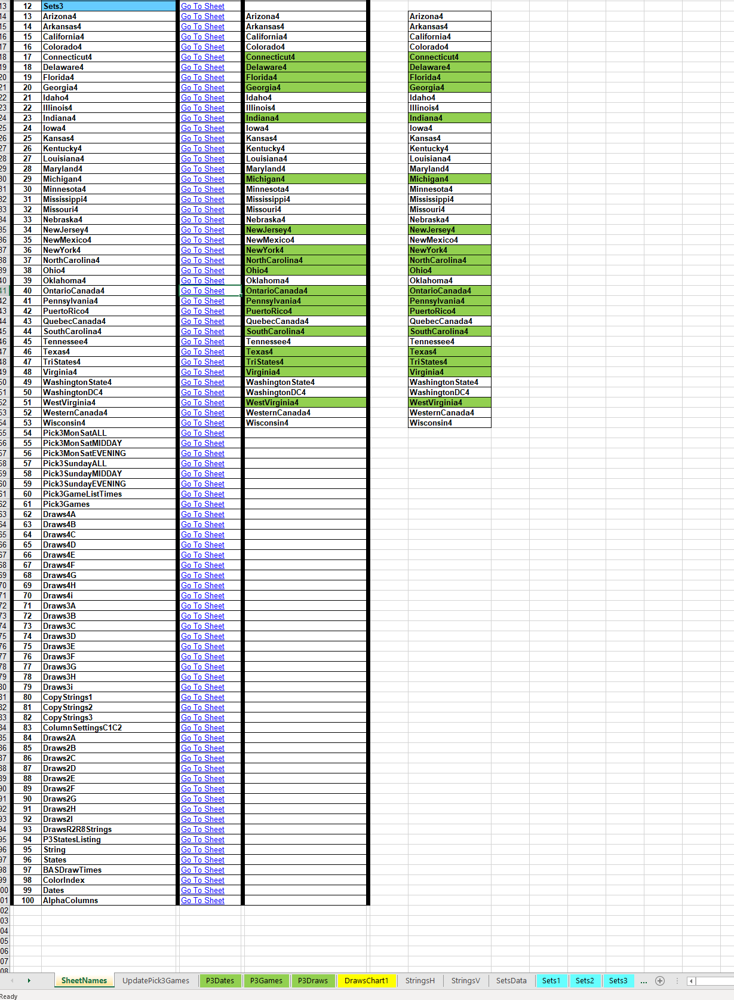 13 12 Sets3 Go To Sheet
14 13 Arizona4 Go To Sheet Arizona4 Arizona4
15 14 Arkansas4 Go To Sheet Arkansas4 Arkansas4
16 15 California4 Go To Sheet California4 California4
17 16 Colorado4 Go To Sheet Colorado4 Colorado4
18 17 Connecticut4 Go To Sheet Connecticut4 Connecticut4
19 18 Delaware4 Go To Sheet Delaware4 Delaware4
20 19 Florida4 Go To Sheet Florida4 Florida4
21 20 Georgia4 Go To Sheet Georgia4 Georgia4
22 21 Idaho4 Go To Sheet Idaho4 Idaho4
23 22 Illinois4 Go To Sheet Illinois4 Illinois4
24 23 Indiana4 Go To Sheet Indiana4 Indiana4
25 24 Iowa4 Go To Sheet Iowa4 Iowa4
26 25 Kansas4 Go To Sheet Kansas4 Kansas4
27 26 Kentucky4 Go To Sheet Kentucky4 Kentucky4
28 27 Louisiana4 Go To Sheet Louisiana4 Louisiana4
29 28 Maryland4 Go To Sheet Maryland4 Maryland4
30 29 Michigan4 Go To Sheet Michigan4 Michigan4
31 30 Minnesota4 Go To Sheet Minnesota4 Minnesota4
32 31 Mississippi4 Go To Sheet Mississippi4 Mississippi4
33 32 Missouri4 Go To Sheet Missouri4 Missouri4
34 33 Nebraska4 Go To Sheet Nebraska4 Nebraska4
35 34 NewJersey4 Go To Sheet NewJersey4 NewJersey4
36 35 NewMexico4 Go To Sheet NewMexico4 NewMexico4
37 36 NewYork4 Go To Sheet NewYork4 NewYork4
38 37 NorthCarolina4 Go To Sheet NorthCarolina4 NorthCarolina4
39 38 Ohio4 Go To Sheet Ohio4 Ohio4
40 39 Oklahoma4 Go To Sheet Oklahoma4 Oklahoma4
41 40 OntarioCanada4 Go To Sheet OntarioCanada4 OntarioCanada4
42 41 Pennsylvania4 Go To Sheet Pennsylvania4 Pennsylvania4
43 42 PuertoRico4 Go To Sheet PuertoRico4 PuertoRico4
44 43 QuebecCanada4 Go To Sheet QuebecCanada4 QuebecCanada4
45 44 SouthCarolina4 Go To Sheet SouthCarolina4 SouthCarolina4
46 45 Tennessee4 Go To Sheet Tennessee4 Tennessee4
47 46 Texas4 Go To Sheet Texas4 Texas4
48 47 TriStates4 Go To Sheet TriStates4 TriStates4
49 48 Virginia4 Go To Sheet Virginia4 Virginia4
50 49 WashingtonState4 Go To Sheet WashingtonState4 WashingtonState4
51 50 WashingtonDC4 Go To Sheet WashingtonDC4 WashingtonDC4
52 51 WestVirginia4 Go To Sheet WestVirginia4 WestVirginia4
53 52 WesternCanada4 Go To Sheet WesternCanada4 WesternCanada4
54 53 Wisconsin4 Go To Sheet Wisconsin4 Wisconsin4
55 54 Pick3MonSatALL Go To Sheet
56 55 Pick3MonSatMIDDAY Go To Sheet
57 56 Pick3MonSatEVENING Go To Sheet
58 57 Pick3SundayALL Go To Sheet
59 58 Pick3SundayMIDDAY Go To Sheet
60 59 Pick3SundayEVENING Go To Sheet
61 60 Pick3GameListTimes Go To Sheet
62 61 Pick3Games Go To Sheet
63 62 Draws4A Go To Sheet
64 63 Draws4B Go To Sheet
65 64 Draws4C Go To Sheet
66 65 Draws4D Go To Sheet
67 66 Draws4E Go To Sheet
68 67 Draws4F Go To Sheet
69 68 Draws4G Go To Sheet
70 69 Draws4H Go To Sheet
71 70 Draws4i Go To Sheet
72 71 Draws3A Go To Sheet
73 72 Draws3B Go To Sheet
74 73 Draws3C Go To Sheet
75 74 Draws3D Go To Sheet
76 75 Draws3E Go To Sheet
77 76 Draws3F Go To Sheet
78 77 Draws3G Go To Sheet
79 78 Draws3H Go To Sheet
80 79 Draws3i Go To Sheet
81 80 CopyStrings1 Go To Sheet
82 81 CopyStrings2 Go To Sheet
83 82 CopyStrings3 Go To Sheet
84 83 ColumnSettingsC1C2 Go To Sheet
85 84 Draws2A Go To Sheet
86 85 Draws2B Go To Sheet
87 86 Draws2C Go To Sheet
88 87 Draws2D Go To Sheet
89 88 Draws2E Go To Sheet
90 89 Draws2F Go To Sheet
91 90 Draws2G Go To Sheet
92 91 Draws2H Go To Sheet
93 92 Draws2I Go To Sheet
94 93 DrawsR2R8Strings Go To Sheet
95 94 P3StatesListing Go To Sheet
96 95 String Go To Sheet
97 96 States Go To Sheet
98 97 BASDrawTimes Go To Sheet
99 98 ColorIndex Go To Sheet
00 99 Dates Go To Sheet
01 100 AlphaColumns Go To Sheet
02
03
04
05
06
07
08
SheetNames UpdatePick3Games P3Dates P3Games P3Draws DrawsChart1 StringsH StringsV SetsData Sets1 Sets2 Sets3 ...
Ready